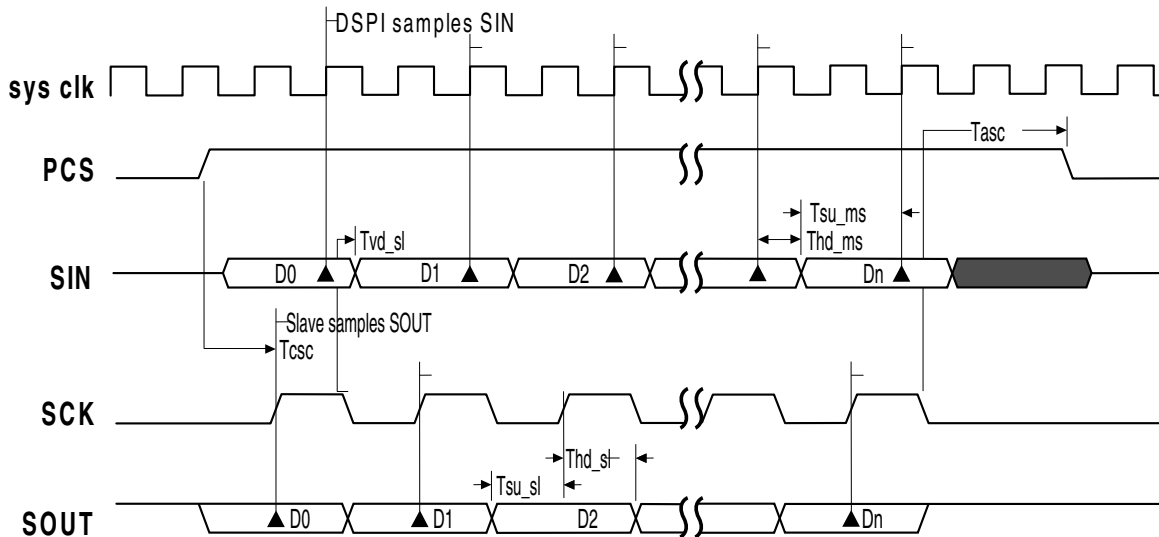 DSPI samples SIN
sys clk
Tasc
PCS
Tsu_ms
Tvd_sl
Thd_ms
SIN
D0
D1
D2
Dn
Slave samples SOUT
Tcsc
SCK
Thd_sl
Tsu_sl
SOUT
D0
D1
D2
Dn